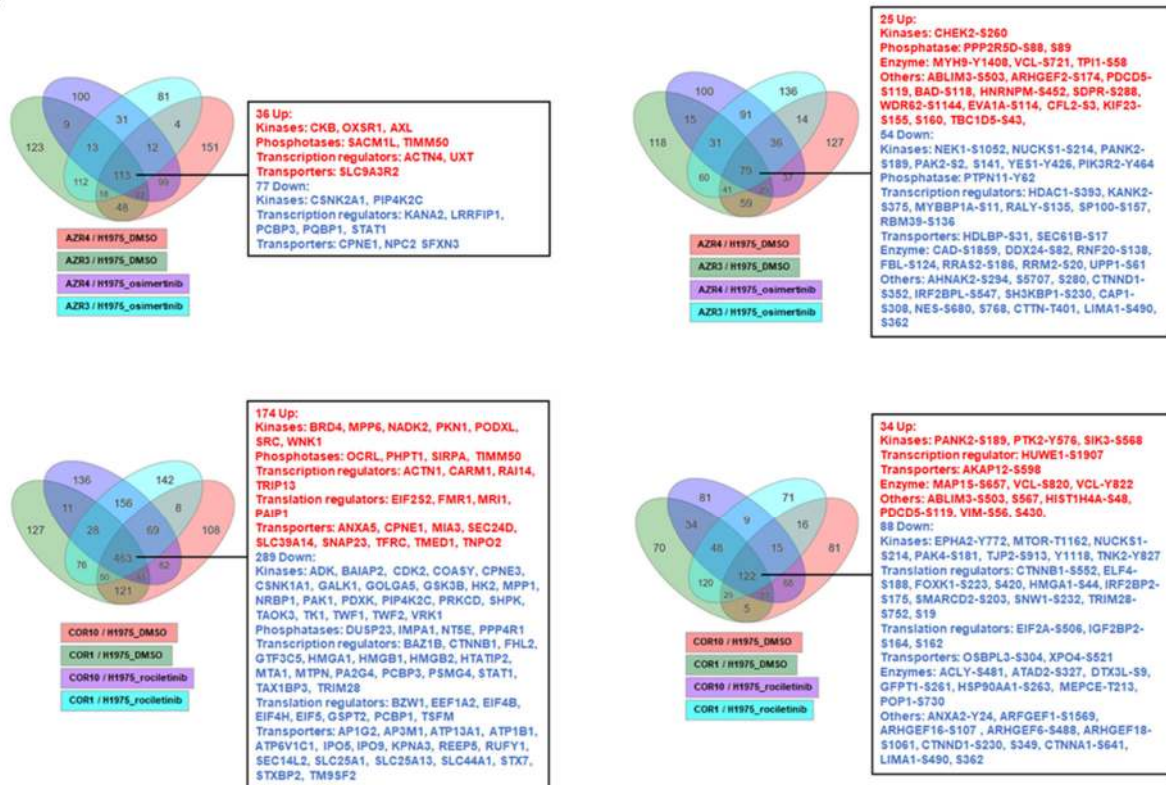 100
81
9
31
4
123
13
12
151
113
112
99
48
AZR4 / H1975_DMSO
AZR3 / H1975_DMSO
AZR4 / H1975_osimertinib
AZR3 / H1975_osimertinib
36 Up:
Kinases: CKB, OXSR1, AXL
Phosphotases: SACM1L, TIMM50
Transcription regulators: ACTN4, UXT
Transporters: SLC9A3R2
77 Down:
Kinases: CSNK2A1, PIP4K2C
Transcription regulators: KANA2, LRRFIP1,
PCBP3, PQBP1, STAT1
Transporters: CPNE1, NPC2 SFXN3
100
136
15
91
14
118
31
36
127
79
60
41
37
59
AZR4 / H1975_DMSO
AZR3 / H1975_DMSO
AZR4 / H1975_osimertinib
AZR3 / H1975_osimertinib
25 Up:
Kinases: CHEK2-S260
Phosphatase: PPP2R5D-S88, S89
Enzyme: MYH9-Y1408, VCL-S721, TPI1-S58
Others: ABLIM3-S503, ARHGEF2-S174, PDCD5-
S119, BAD-S118, HNRNPM-S452, SDPR-S288,
WDR62-S1144, EVA1A-S114, CFL2-S3, KIF23-
S155, S160, TBC1D5-S43,
54 Down:
Kinases: NEK1-S1052, NUCKS1-S214, PANK2-
S189, PAK2-S2, S141, YES1-Y426, PIK3R2-Y464
Phosphatase: PTPN11-Y62
Transcription regulators: HDAC1-S393, KANK2-
S375, MYBBP1A-S11, RALY-S135, SP100-S157,
RBM39-S136
Transporters: HDLBP-S31, SEC61B-S17
Enzyme: CAD-S1859, DDX24-S82, RNF20-S138,
FBL-S124, RRAS2-S186, RRM2-S20, UPP1-S61
Others: AHNAK2-S294, S5707, S280, CTNND1-
S352, IRF2BPL-S547, SH3KBP1-S230, CAP1-
S308, NES-S680, S768, CTTN-T401, LIMA1-S490,
S362
136
142
11
156
8
127
28
69
108
463
76
50
62
121
COR10 / H1975_DMSO
COR1 / H1975_DMSO
COR10 / H1975_rociletinib
COR1 / H1975_rociletinib
174 Up:
Kinases: BRD4, MPP6, NADK2, PKN1, PODXL,
SRC, WNK1
Phosphotases: OCRL, PHPT1, SIRPA, TIMM50
Transcription regulators: ACTN1, CARM1, RAI14,
TRIP13
Translation regulators: EIF2S2, FMR1, MRI1,
PAIP1
Transporters: ANXA5, CPNE1, MIA3, SEC24D,
SLC39A14, SNAP23, TFRC, TMED1, TNPO2
289 Down:
Kinases: ADK, BAIAP2, CDK2, COASY, CPNE3,
CSNK1A1, GALK1, GOLGA5, GSK3B, HK2, MPP1,
NRBP1, PAK1, PDXK, PIP4K2C, PRKCD, SHPK,
TAOK3, TK1, TWF1, TWF2, VRK1
Phosphatases: DUSP23, IMPA1, NT5E, PPP4R1
Transcription regulators: BAZ1B, CTNNB1, FHL2,
GTF3C5, HMGA1, HMGB1, HMGB2, HTATIP2,
MTA1, MTPN, PA2G4, PCBP3, PSMG4, STAT1,
TAX1BP3, TRIM28
Translation regulators: BZW1, EEF1A2, EIF4B,
EIF4H, EIF5, GSPT2, PCBP1, TSFM
Transporters: AP1G2, AP3M1, ATP13A1, ATP1B1,
ATP6V1C1, IPO5, IPO9, KPNA3, REEP5, RUFY1,
SEC14L2, SLC25A1, SLC25A13, SLC44A1, STX7,
STXBP2, TM9SF2
81
71
34
9
16
70
48
15
81
122
120
68
5
COR10 / H1975_DMSO
COR1 / H1975_DMSO
COR10 / H1975_rociletinib
COR1 / H1975_rociletinib
34 Up:
Kinases: PANK2-S189, PTK2-Y576, SIK3-S568
Transcription regulator: HUWE1-S1907
Transporters: AKAP12-S598
Enzyme: MAP1S-S657, VCL-S820, VCL-Y822
Others: ABLIM3-S503, S567, HIST1H4A-S48,
PDCD5-S119, VIM-S56, S430.
88 Down:
Kinases: EPHA2-Y772, MTOR-T1162, NUCKS1-
S214, PAK4-S181, TJP2-S913, Y1118, TNK2-Y827
Translation regulators: CTNNB1-S552, ELF4-
S188, FOXK1-S223, S420, HMGA1-S44, IRF2BP2-
S175, SMARCD2-S203, SNW1-S232, TRIM28-
S752, S19
Translation regulators: EIF2A-S506, IGF2BP2-
S164, S162
Transporters: OSBPL3-S304, XPO4-S521
Enzymes: ACLY-S481, ATAD2-S327, DTX3L-S9,
GFPT1-S261, HSP90AA1-S263, MEPCE-T213,
POP1-S730
Others: ANXA2-Y24, ARFGEF1-S1569,
ARHGEF16-S107 , ARHGEF6-S488, ARHGEF18-
S1061, CTNND1-S230, S349, CTNNA1-S641,
LIMA1-S490, S362